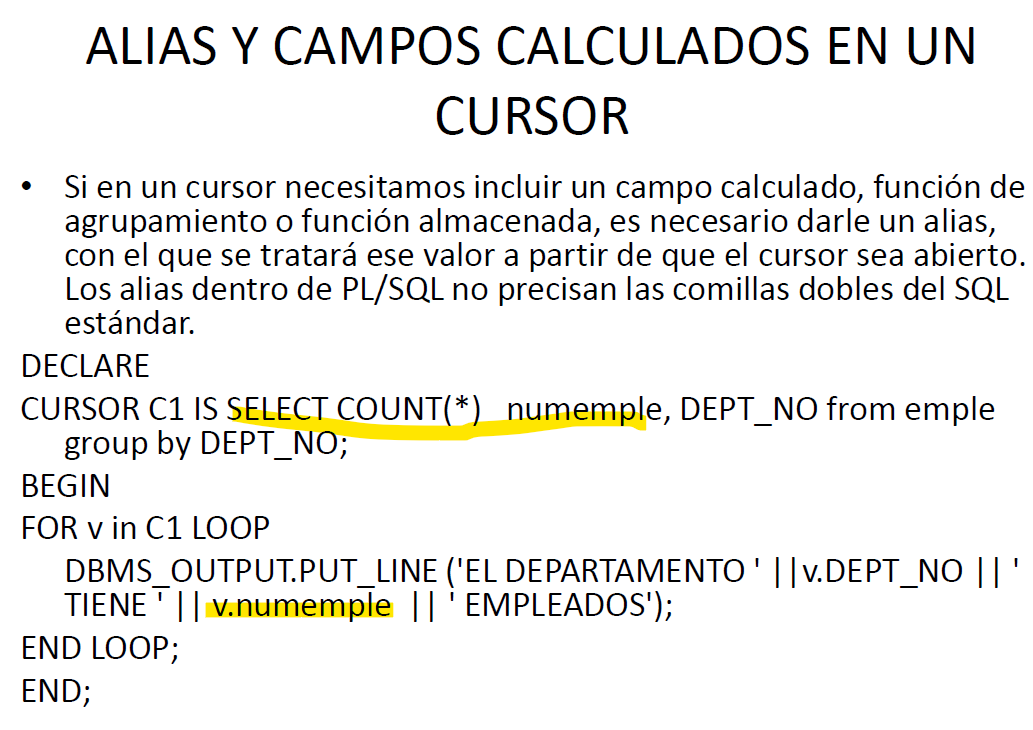 ALIAS Y CAMPOS CALCULADOS EN UN
CURSOR
• Si en un cursor necesitamos incluir un campo calculado, función de
agrupamiento o función almacenada, es necesario darle un alias,
con el que se tratará ese valor a partir de que el cursor sea abierto.
Los alias dentro de PL/SQL no precisan las comillas dobles del SQL
estándar.
DECLARE
CURSOR C1 IS SELECT COUNT(*)   numemple, DEPT_NO from emple
group by DEPT_NO;
BEGIN
FOR v in C1 LOOP
DBMS_OUTPUT.PUT_LINE ('EL DEPARTAMENTO ' ||v.DEPT_NO || '
TIENE ' || v.numemple  || ' EMPLEADOS');
END LOOP;
END;